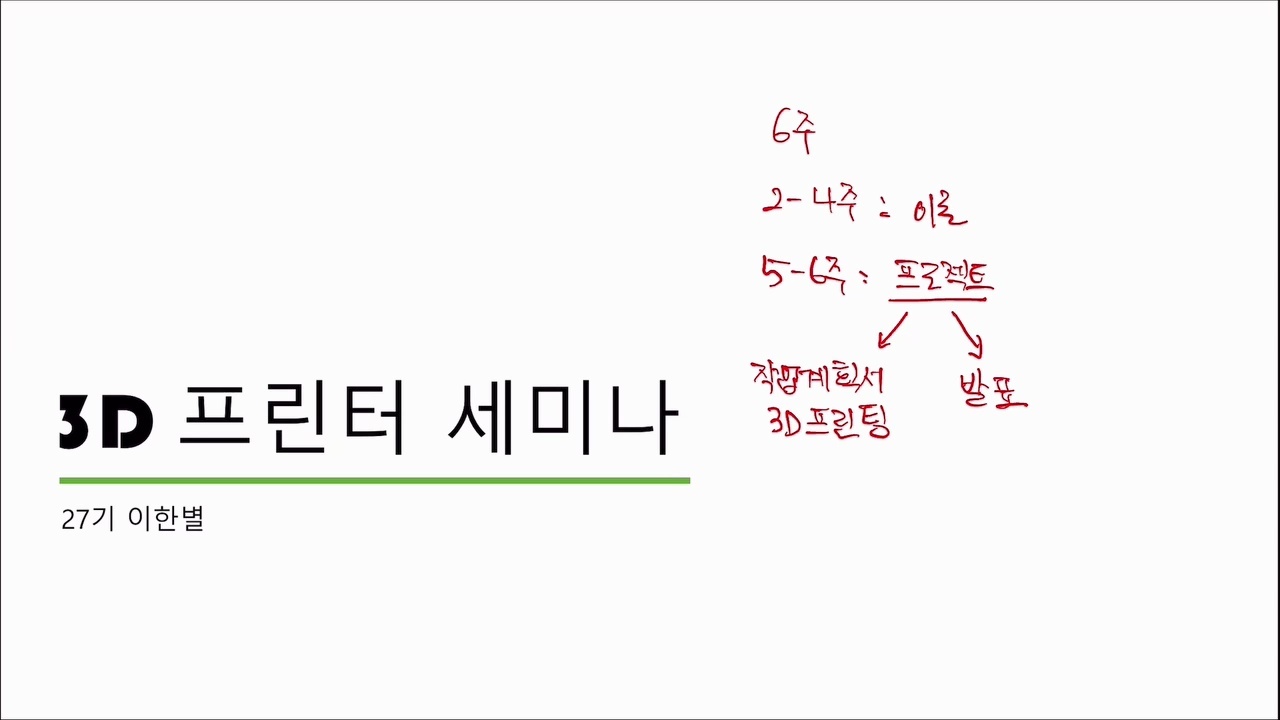 3D 프린터 세미나
27기 이한별
6주
2-4주 : 이론
5-6주 : 프로젝트
작업계획서
3D프린팅
발표